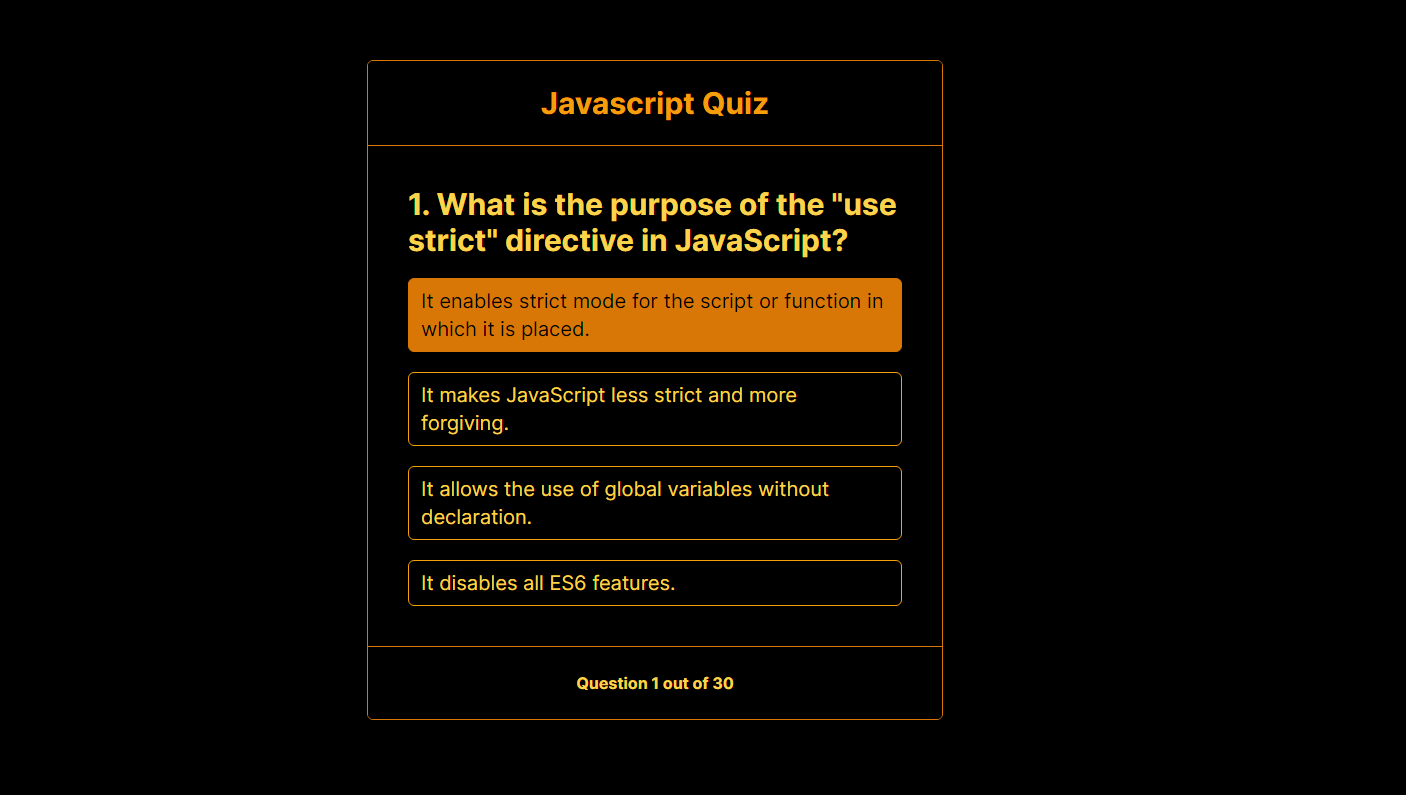 Javascript Quiz
1. What is the purpose of the "use
strict" directive in JavaScript?
It enables strict mode for the script or function in
which it is placed.
It makes JavaScript less strict and more
forgiving.
It allows the use of global variables without
declaration.
It disables all ES6 features.
Question 1 out of 30